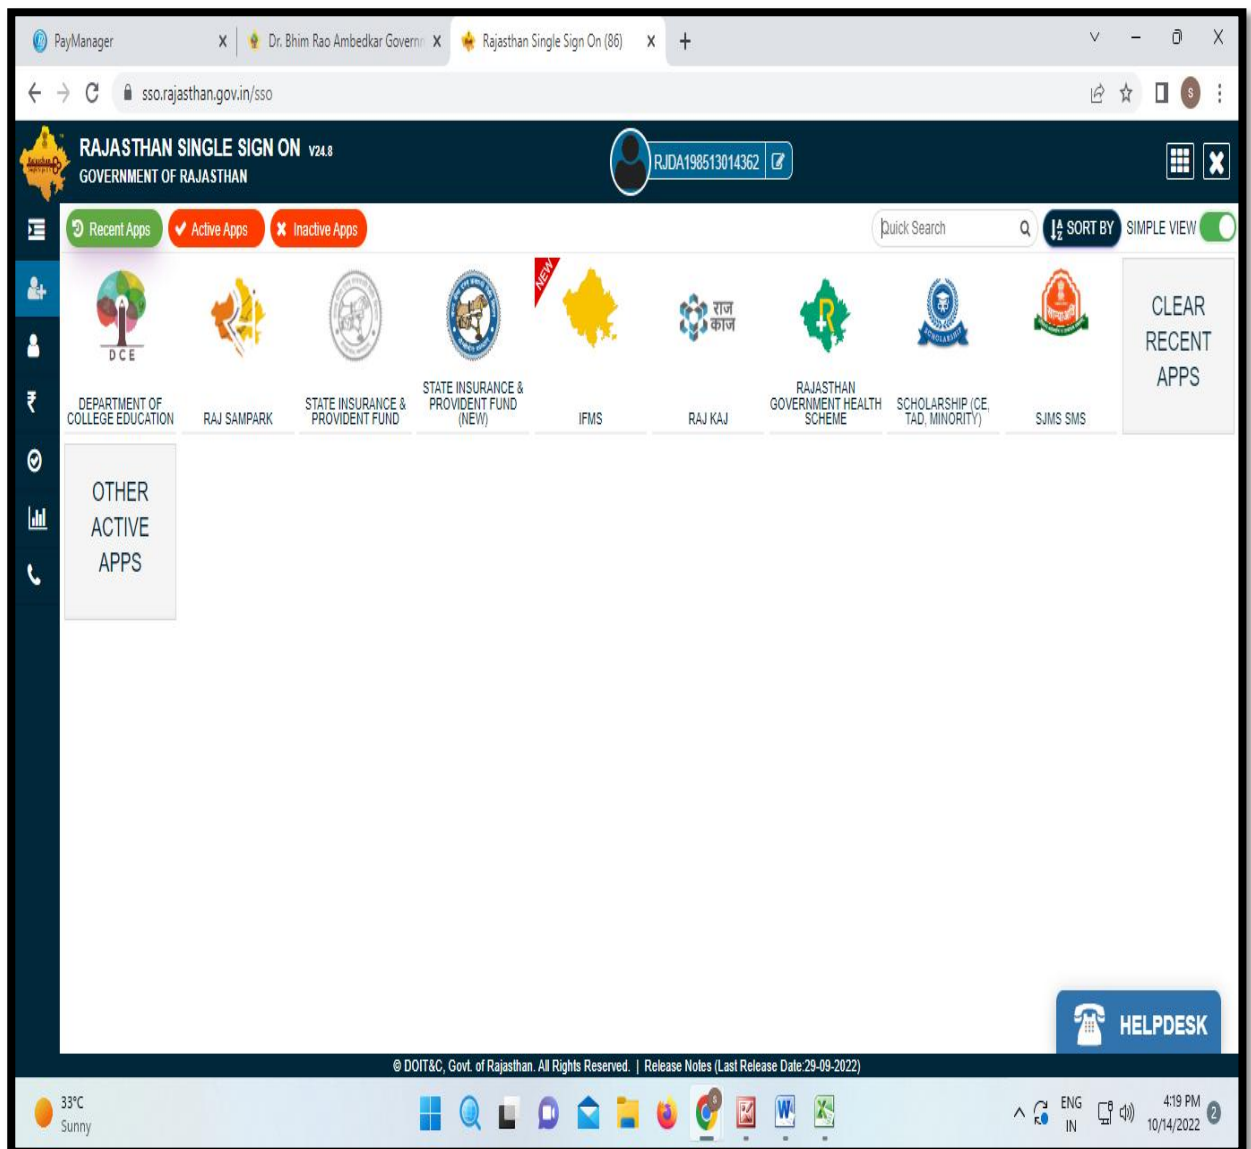 PayManager
Dr. Bhim Rao Ambedkar Govern
Rajasthan Single Sign On (86)
sso.rajasthan.gov.in/sso
S
RAJASTHAN SINGLE SIGN ON V24.8
GOVERNMENT OF RAJASTHAN
RJDA198513014362
Recent Apps
Active Apps
Inactive Apps
Quick Search
SORT BY
SIMPLE VIEW
DCE
NEW
राज
काज
SCHOLARSHIP
DEPARTMENT OF
COLLEGE EDUCATION
RAJ SAMPARK
STATE INSURANCE &
PROVIDENT FUND
STATE INSURANCE &
PROVIDENT FUND
(NEW)
IFMS
RAJ KAJ
RAJASTHAN
GOVERNMENT HEALTH
SCHEME
SCHOLARSHIP (CE,
TAD, MINORITY)
SJMS SMS
CLEAR
RECENT
APPS
OTHER
ACTIVE
APPS
HELPDESK
© DOIT&C, Govt. of Rajasthan. All Rights Reserved. | Release Notes (Last Release Date:29-09-2022)
33°C
Sunny
ENG
IN
4:19 PM
10/14/2022
2